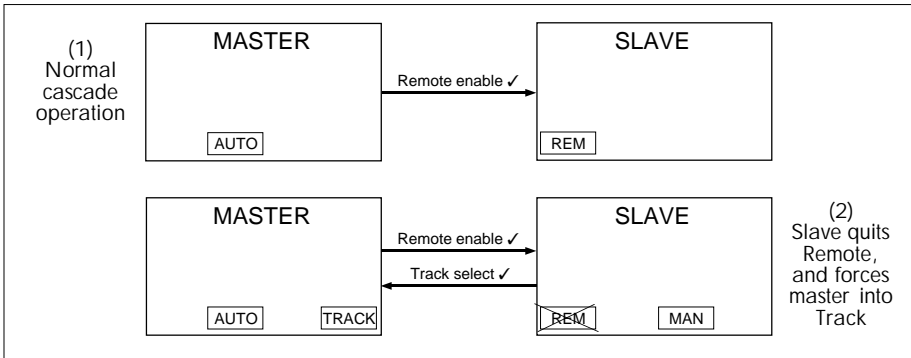 (1)
Normal
cascade
operation
MASTER
AUTO
Remote enable ✓
SLAVE
REM
MASTER
AUTO
TRACK
Remote enable ✓
Track select ✓
SLAVE
REM
MAN
(2)
Slave quits
Remote,
and forces
master into
Track